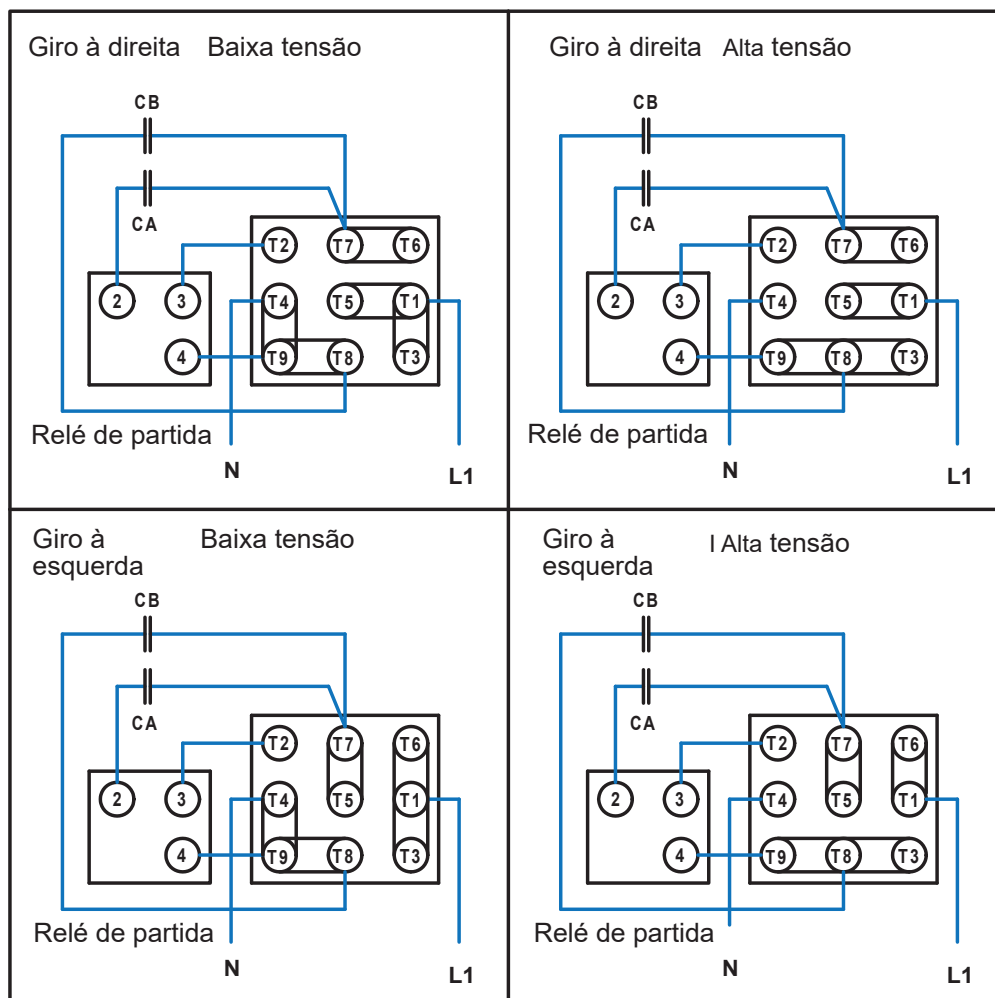 Giro à direita Baixa tensão
CB
CA
T2 T7 T6
2 3 T4 T5 T1
4 T9 T8 T3
Relé de partida
N
L1
Giro à direita Alta tensão
CB
CA
T2 T7 T6
2 3 T4 T5 T1
4 T9 T8 T3
Relé de partida
N
L1
Giro à Baixa tensão
esquerda
CB
CA
T2 T7 T6
2 3 T4 T5 T1
4 T9 T8 T3
Relé de partida
N
L1
Giro à I Alta tensão
esquerda
CB
CA
T2 T7 T6
2 3 T4 T5 T1
4 T9 T8 T3
Relé de partida
N
L1